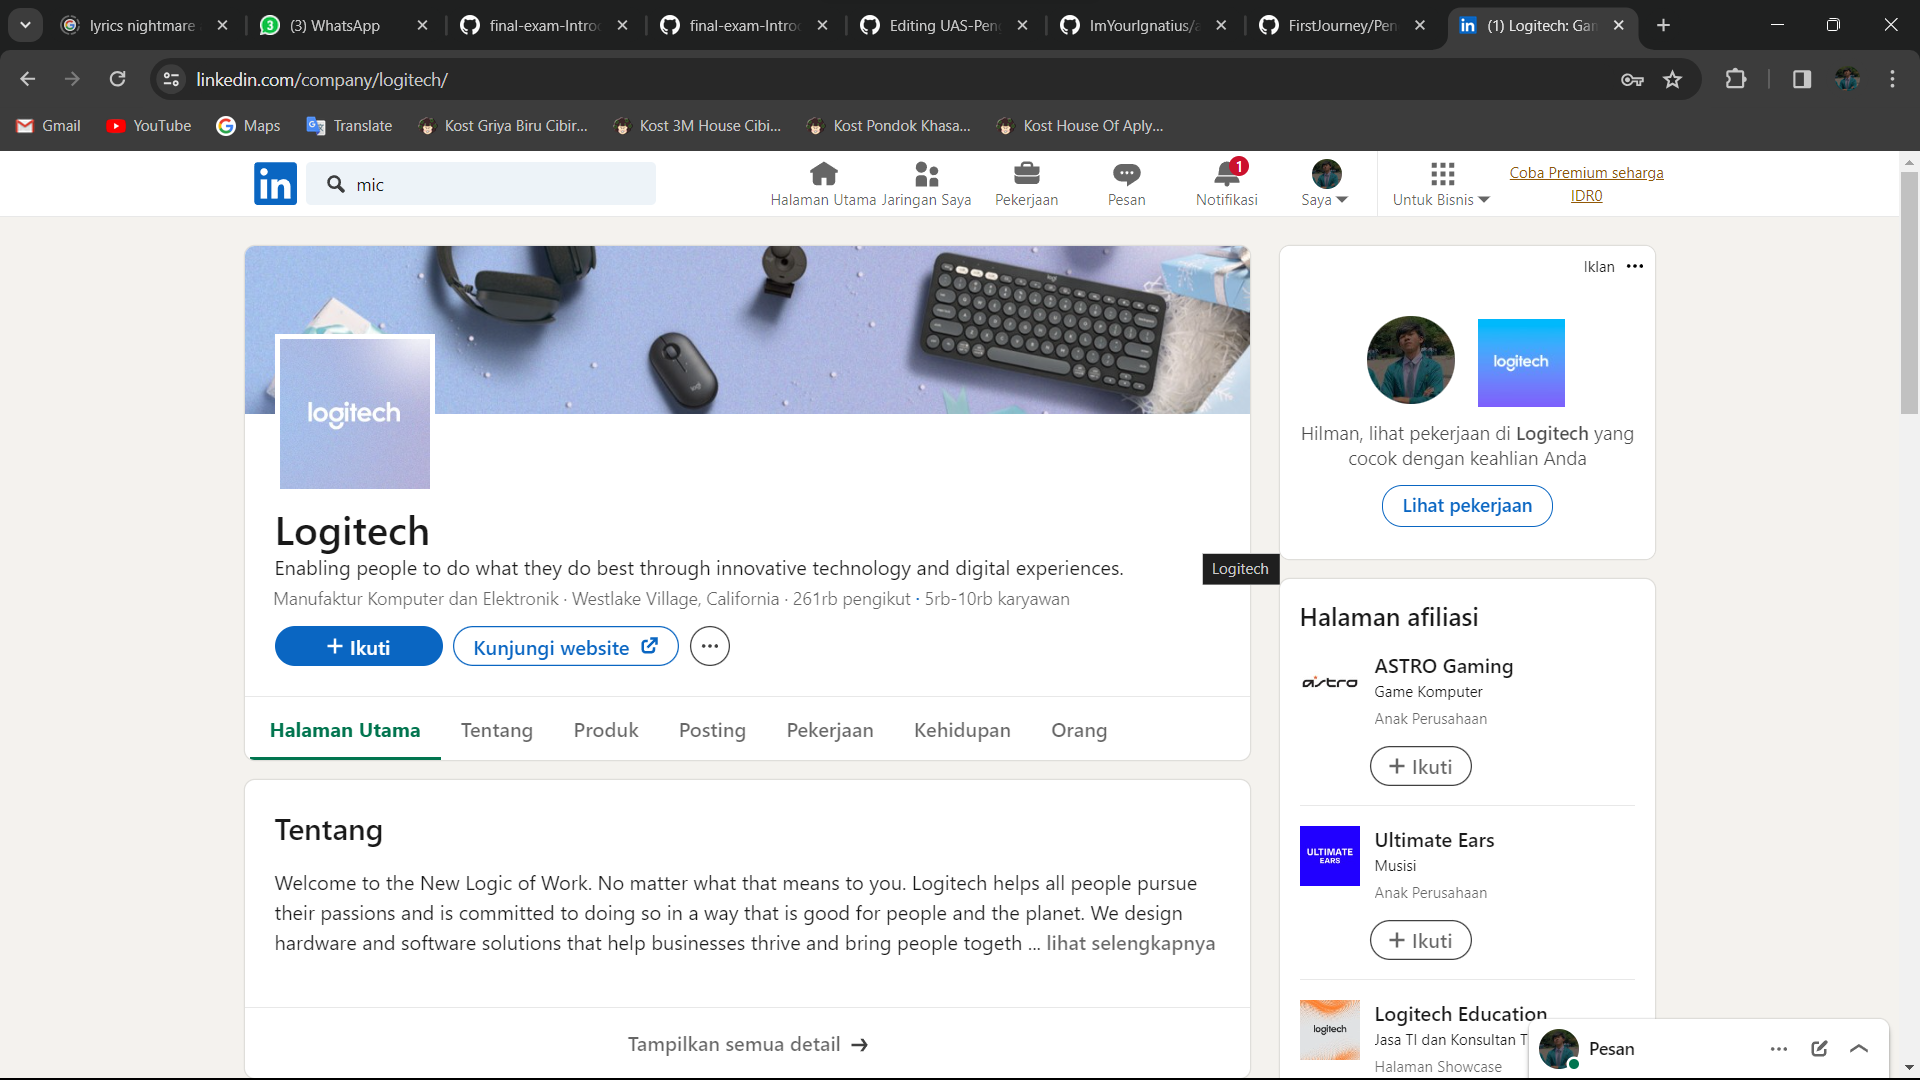 lyrics nightmare
(3) WhatsApp
final-exam-Intro
final-exam-Intro
Editing UAS-Pen
ImYourIgnatius/a
FirstJourney/Pen
(1) Logitech: Gam
linkedin.com/company/logitech/
Gmail
YouTube
Maps
Translate
Kost Griya Biru Cibir...
Kost 3M House Cibi...
Kost Pondok Khasa...
Kost House Of Aply...
in
mic
Halaman Utama
Jaringan Saya
Pekerjaan
Pesan
1
Notifikasi
Saya
Untuk Bisnis
Coba Premium seharga
IDR0
logitech
Logitech
Enabling people to do what they do best through innovative technology and digital experiences.
Manufaktur Komputer dan Elektronik · Westlake Village, California · 261rb pengikut · 5rb-10rb karyawan
+ Ikuti
Kunjungi website
Halaman Utama
Tentang
Produk
Posting
Pekerjaan
Kehidupan
Orang
Tentang
Welcome to the New Logic of Work. No matter what that means to you. Logitech helps all people pursue
their passions and is committed to doing so in a way that is good for people and the planet. We design
hardware and software solutions that help businesses thrive and bring people togeth ... lihat selengkapnya
Tampilkan semua detail →
Iklan
logitech
Hilman, lihat pekerjaan di Logitech yang
cocok dengan keahlian Anda
Lihat pekerjaan
Logitech
Halaman afiliasi
astro
ASTRO Gaming
Game Komputer
Anak Perusahaan
+ Ikuti
ULTIMATE
EARS
Ultimate Ears
Musisi
Anak Perusahaan
+ Ikuti
logitech
Logitech Education
Jasa TI dan Konsultan T
Halaman Showcase
Pesan